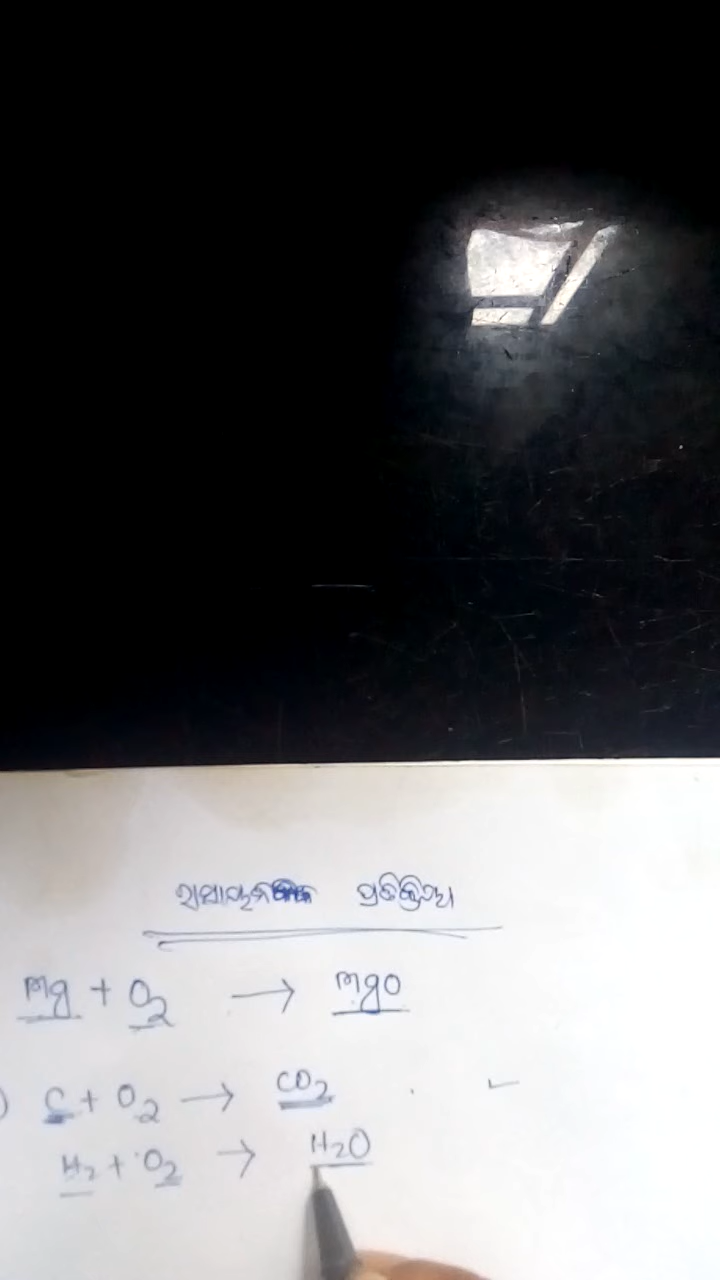 ରାସାୟନିକ ପ୍ରତିକ୍ରିୟା
Mg + O2 → MgO
) C + O2 → CO2
H2 + O2 → H2O